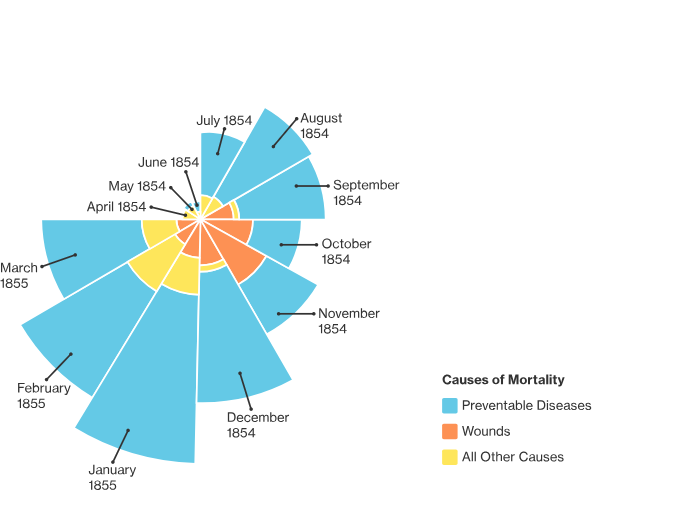 July 1854
August
1854
June 1854
May 1854
September
1854
April 1854
October
1854
March
1855
November
1854
February
1855
December
1854
January
1855
Causes of Mortality
Preventable Diseases
Wounds
All Other Causes